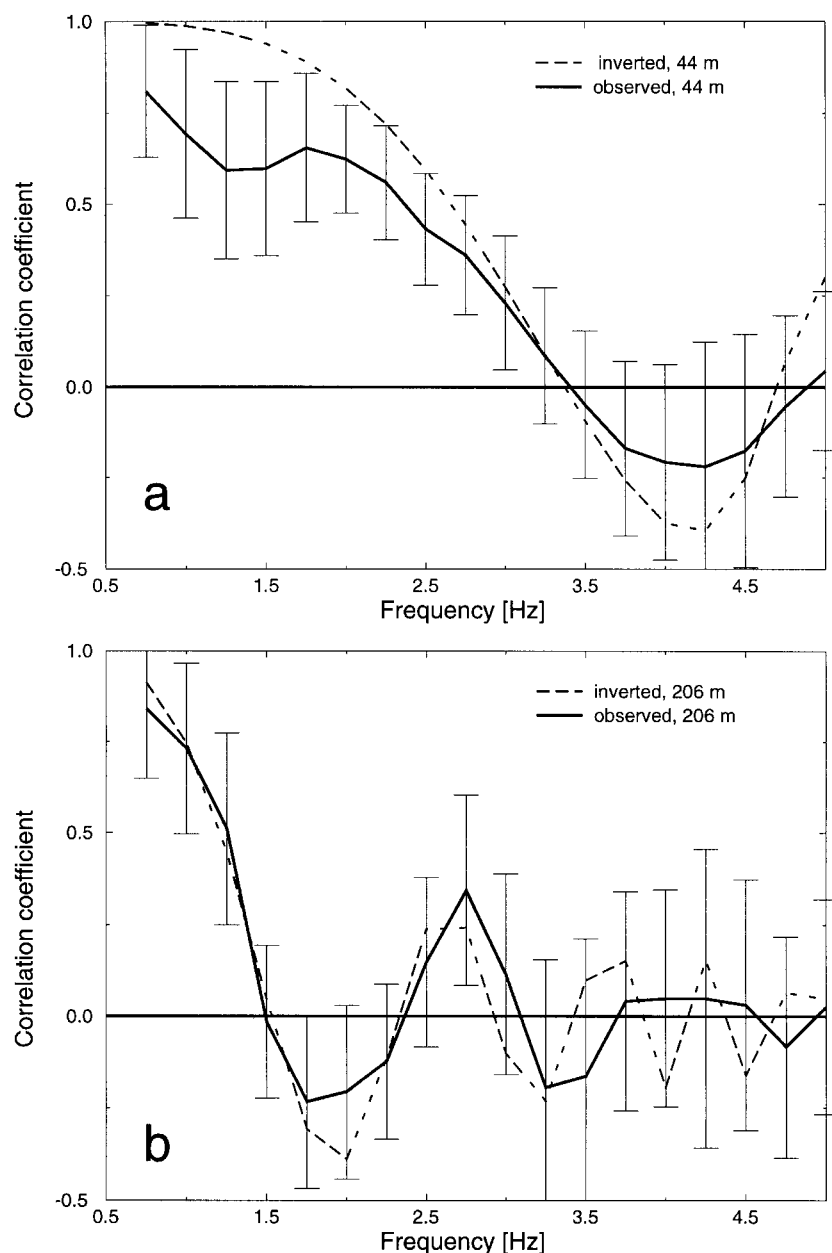 1.0
inverted, 44 m
observed, 44 m
0.5
Correlation coefficient
0.0
a
-0.5
0.5 1.5 2.5 3.5 4.5
Frequency [Hz]
1.0
inverted, 206 m
observed, 206 m
0.5
Correlation coefficient
0.0
b
-0.5
0.5 1.5 2.5 3.5 4.5
Frequency [Hz]